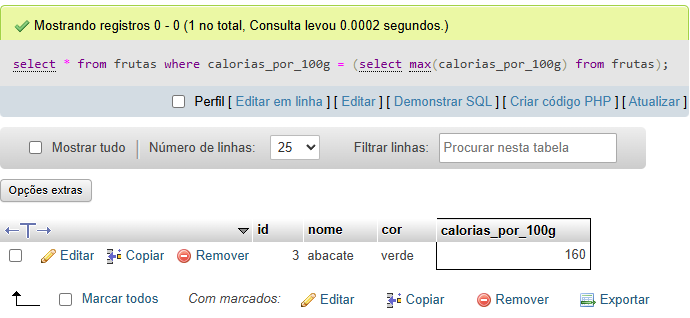 Mostrando registros 0 - 0 (1 no total, Consulta levou 0.0002 segundos.)
select * from frutas where calorias_por_100g = (select max(calorias_por_100g) from frutas);
Perfil [ Editar em linha ] [ Editar ] [ Demonstrar SQL ] [ Criar código PHP ] [ Atualizar ]
Mostrar tudo | Número de linhas: 25 Filtrar linhas: Procurar nesta tabela
Opções extras
←T→ id nome cor calorias_por_100g
Editar Copiar Remover 3 abacate verde 160
Marcar todos Com marcados: Editar Copiar Remover Exportar